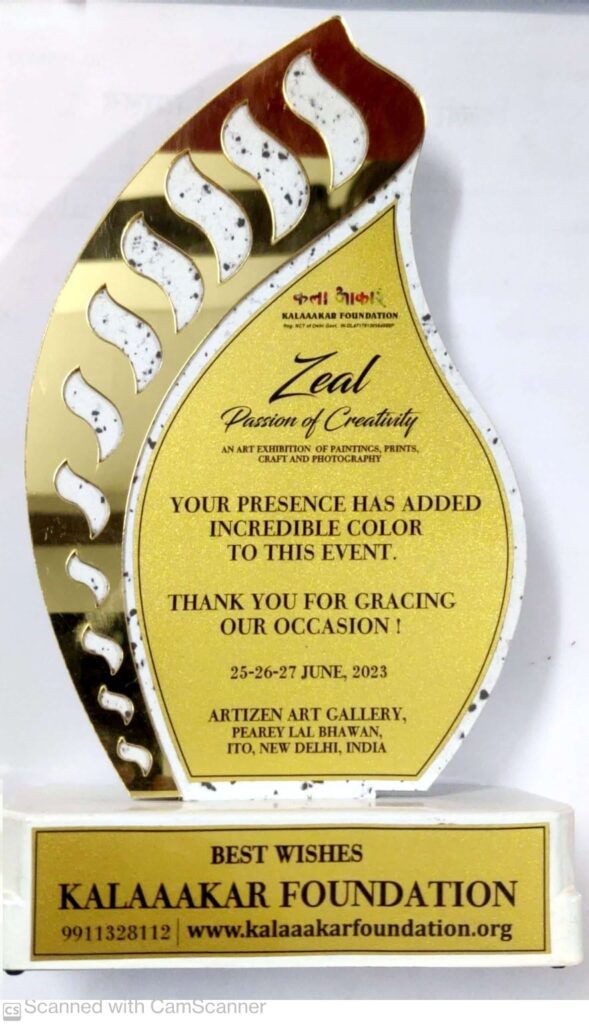 कला आकार
KALAAAKAR FOUNDATION
Zeal
Passion of Creativity
AN ART EXHIBITION OF PAINTINGS, PRINTS,
CRAFT AND PHOTOGRAPHY
YOUR PRESENCE HAS ADDED
INCREDIBLE COLOR
TO THIS EVENT.
THANK YOU FOR GRACING
OUR OCCASION !
25-26-27 JUNE, 2023
ARTIZEN ART GALLERY,
PEAREY LAL BHAWAN,
ITO, NEW DELHI, INDIA
BEST WISHES
KALAAAKAR FOUNDATION
9911328112 | www.kalaaakarfoundation.org
CS Scanned with CamScanner